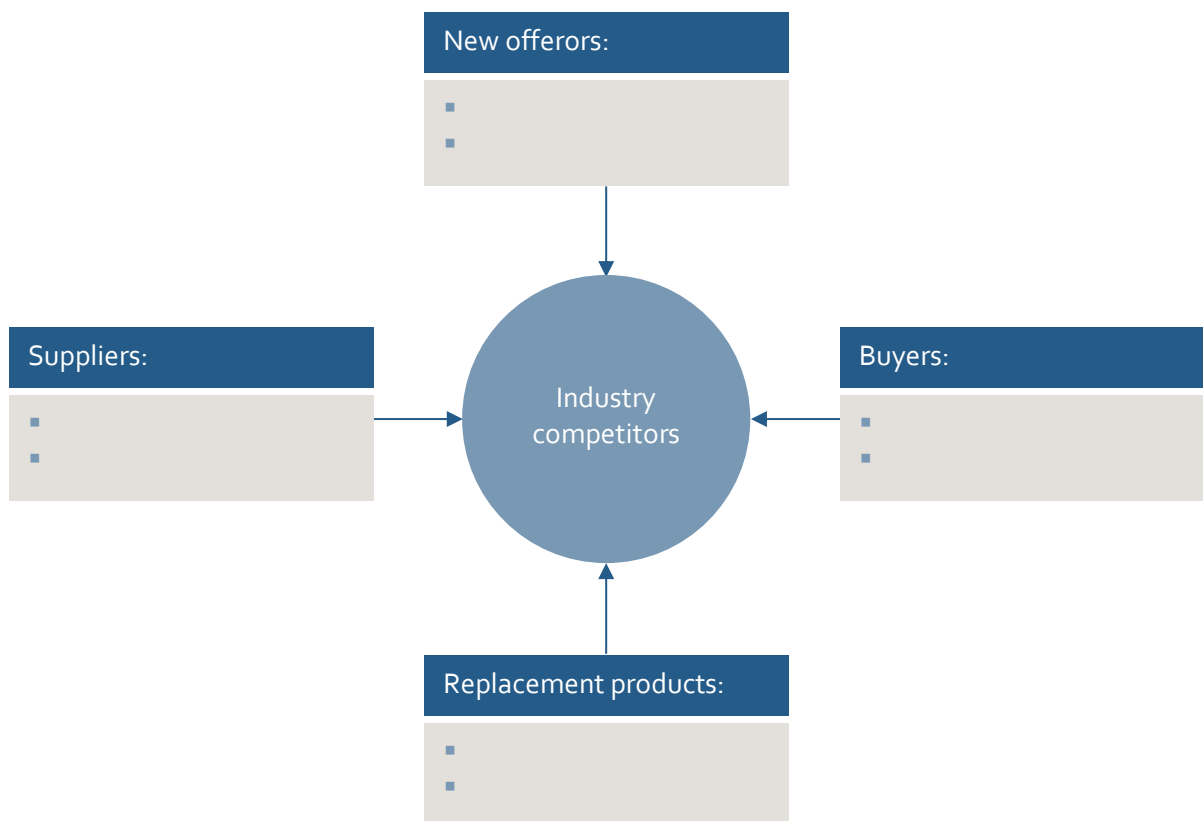 New offerors:
Suppliers:
Industry
competitors
Buyers:
Replacement products: